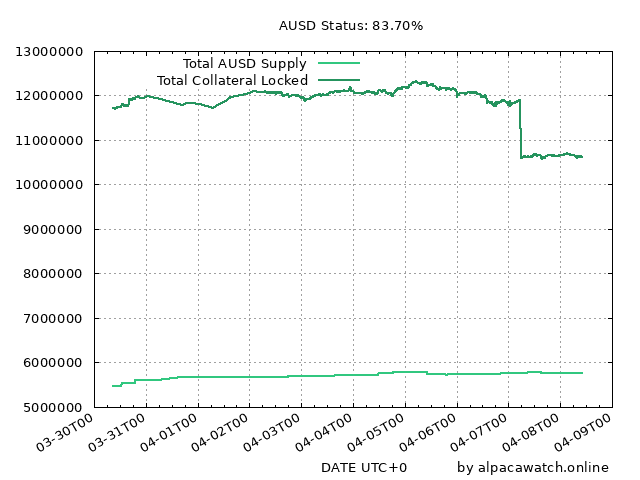 AUSD Status: 83.70%
13000000
Total AUSD Supply
Total Collateral Locked
12000000
11000000
10000000
9000000
8000000
7000000
6000000
5000000
03-30T00
03-31T00
04-01T00
04-02T00
04-03T00
04-04T00
04-05T00
04-06T00
04-07T00
04-08T00
04-09T00
DATE UTC+0
by alpacawatch.online